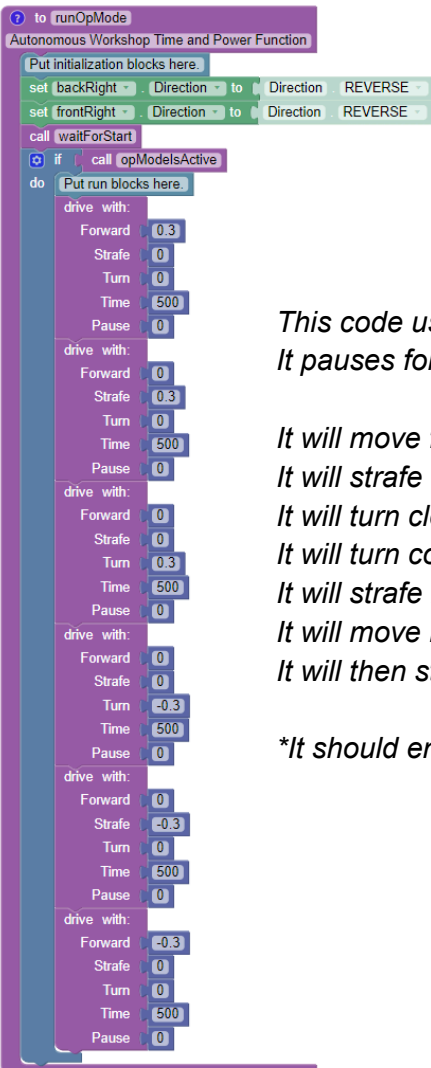 to runOpMode
Autonomous Workshop Time and Power Function
Put initialization blocks here.
set backRight . Direction to Direction . REVERSE
set frontRight . Direction to Direction . REVERSE
call waitForStart
if call opModeIsActive
do Put run blocks here.
drive with:
Forward 0.3
Strafe 0
Turn 0
Time 500
Pause 0
This code
It pauses
drive with:
Forward 0
Strafe 0.3
Turn 0
Time 500
Pause 0
It will move
It will strafe
It will turn
It will turn
It will strafe
It will move
It will then
drive with:
Forward 0
Strafe 0
Turn 0.3
Time 500
Pause 0
drive with:
Forward 0
Strafe 0
Turn -0.3
Time 500
Pause 0
*It should
drive with:
Forward 0
Strafe -0.3
Turn 0
Time 500
Pause 0
drive with:
Forward -0.3
Strafe 0
Turn 0
Time 500
Pause 0